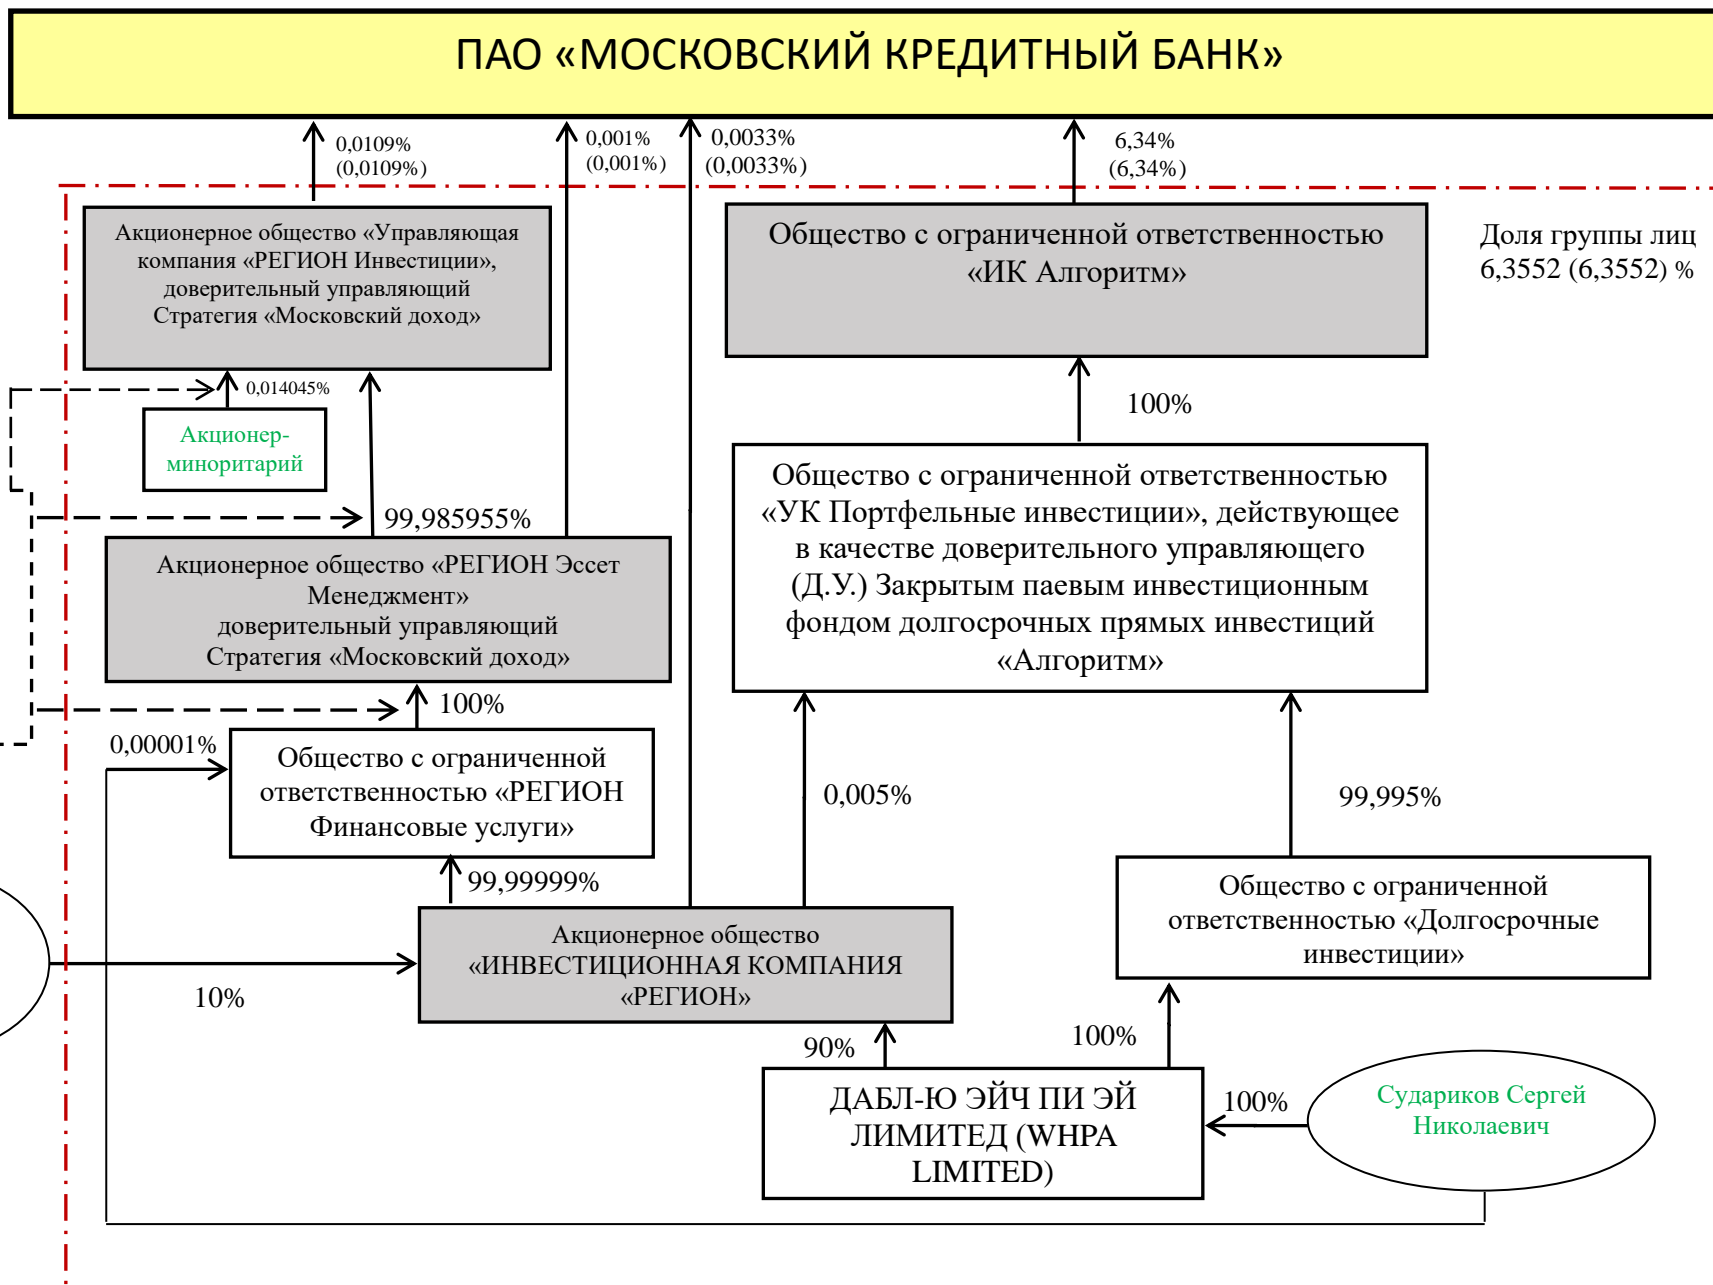 ПАО «МОСКОВСКИЙ КРЕДИТНЫЙ БАНК»
0,0109%
(0,0109%)
0,001%
(0,001%)
0,0033%
(0,0033%)
6,34%
(6,34%)
Акционерное общество «Управляющая
компания «РЕГИОН Инвестиции»,
доверительный управляющий
Стратегия «Московский доход»
Общество с ограниченной ответственностью
«ИК Алгоритм»
Доля группы лиц
6,3552 (6,3552) %
0,014045%
Акционер-
миноритарий
100%
99,985955%
Общество с ограниченной ответственностью
«УК Портфельные инвестиции», действующее
в качестве доверительного управляющего
(Д.У.) Закрытым паевым инвестиционным
фондом долгосрочных прямых инвестиций
«Алгоритм»
Акционерное общество «РЕГИОН Эссет
Менеджмент»
доверительный управляющий
Стратегия «Московский доход»
100%
0,00001%
Общество с ограниченной
ответственностью «РЕГИОН
Финансовые услуги»
0,005%
99,995%
99,99999%
Общество с ограниченной
ответственностью «Долгосрочные
инвестиции»
Акционерное общество
«ИНВЕСТИЦИОННАЯ КОМПАНИЯ
«РЕГИОН»
10%
90%
100%
ДАБЛ-Ю ЭЙЧ ПИ ЭЙ
ЛИМИТЕД (WHPA
LIMITED)
100%
Судариков Сергей
Николаевич